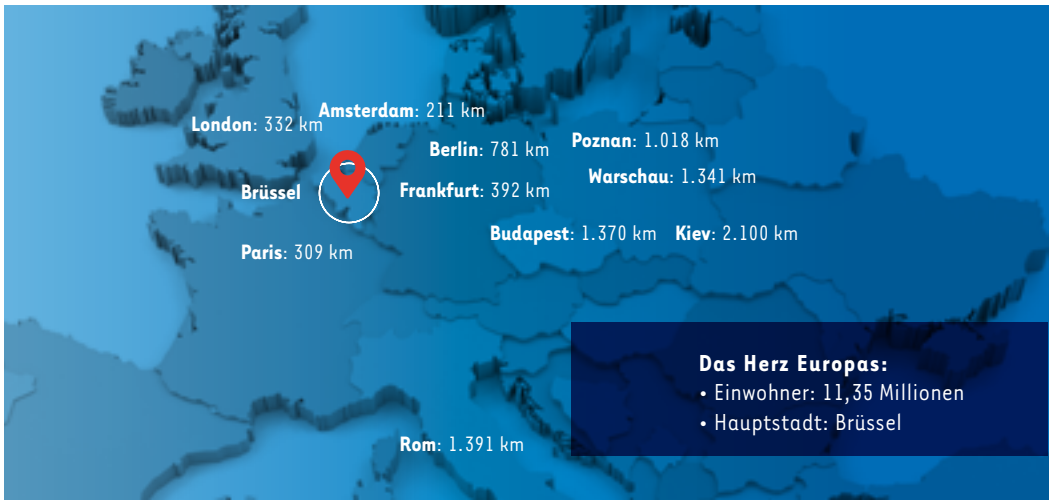 Amsterdam: 211 km
London: 332 km
Berlin: 781 km
Poznan: 1.018 km
Warschau: 1.341 km
Brüssel
Frankfurt: 392 km
Budapest: 1.370 km
Kiev: 2.100 km
Paris: 309 km
Das Herz Europas:
• Einwohner: 11,35 Millionen
• Hauptstadt: Brüssel
Rom: 1.391 km